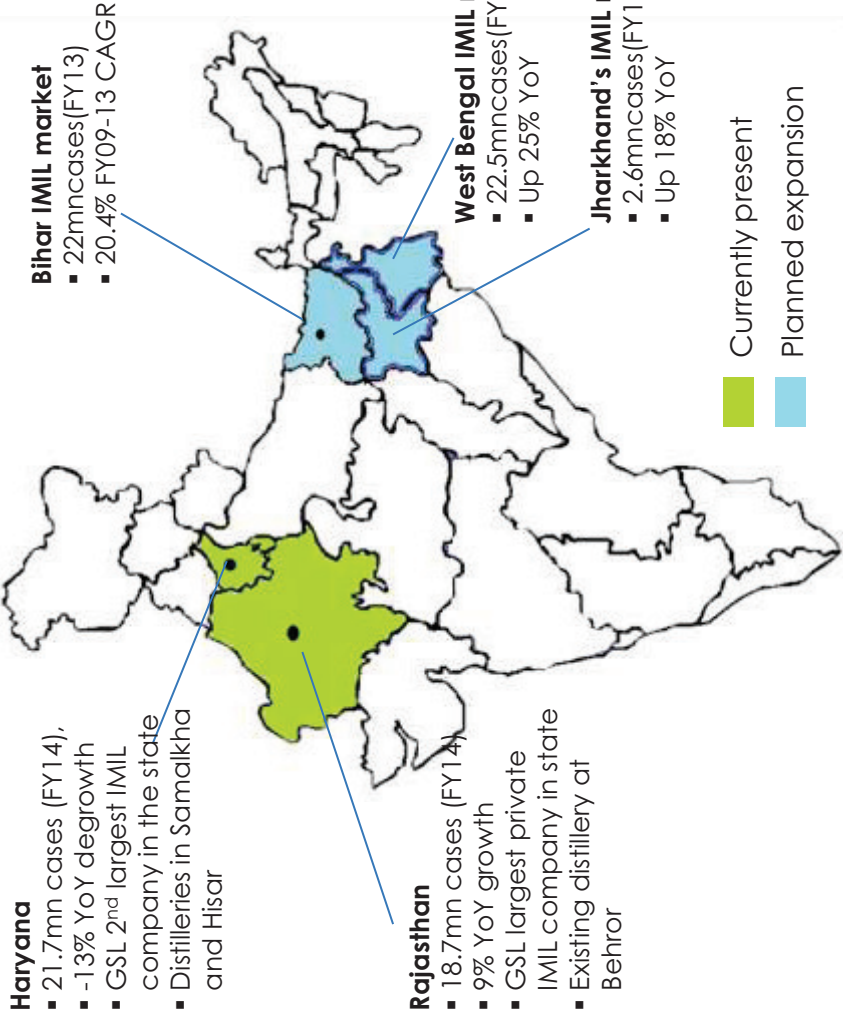 Haryana
▪ 21.7mn cases (FY14),
▪ -13% YoY degrowth
▪ GSL 2nd largest IMIL
company in the state
▪ Distilleries in Samalkha
and Hisar
Rajasthan
▪ 18.7mn cases (FY14)
▪ 9% YoY growth
▪ GSL largest private
IMIL company in state
▪ Existing distillery at
Behror
Bihar IMIL market
▪ 22mncases(FY13)
▪ 20.4% FY09-13 CAGR
West Bengal IMIL
▪ 22.5mncases(FY
▪ Up 25% YoY
Jharkhand's IMIL
▪ 2.6mncases(FY1
▪ Up 18% YoY
Currently present
Planned expansion